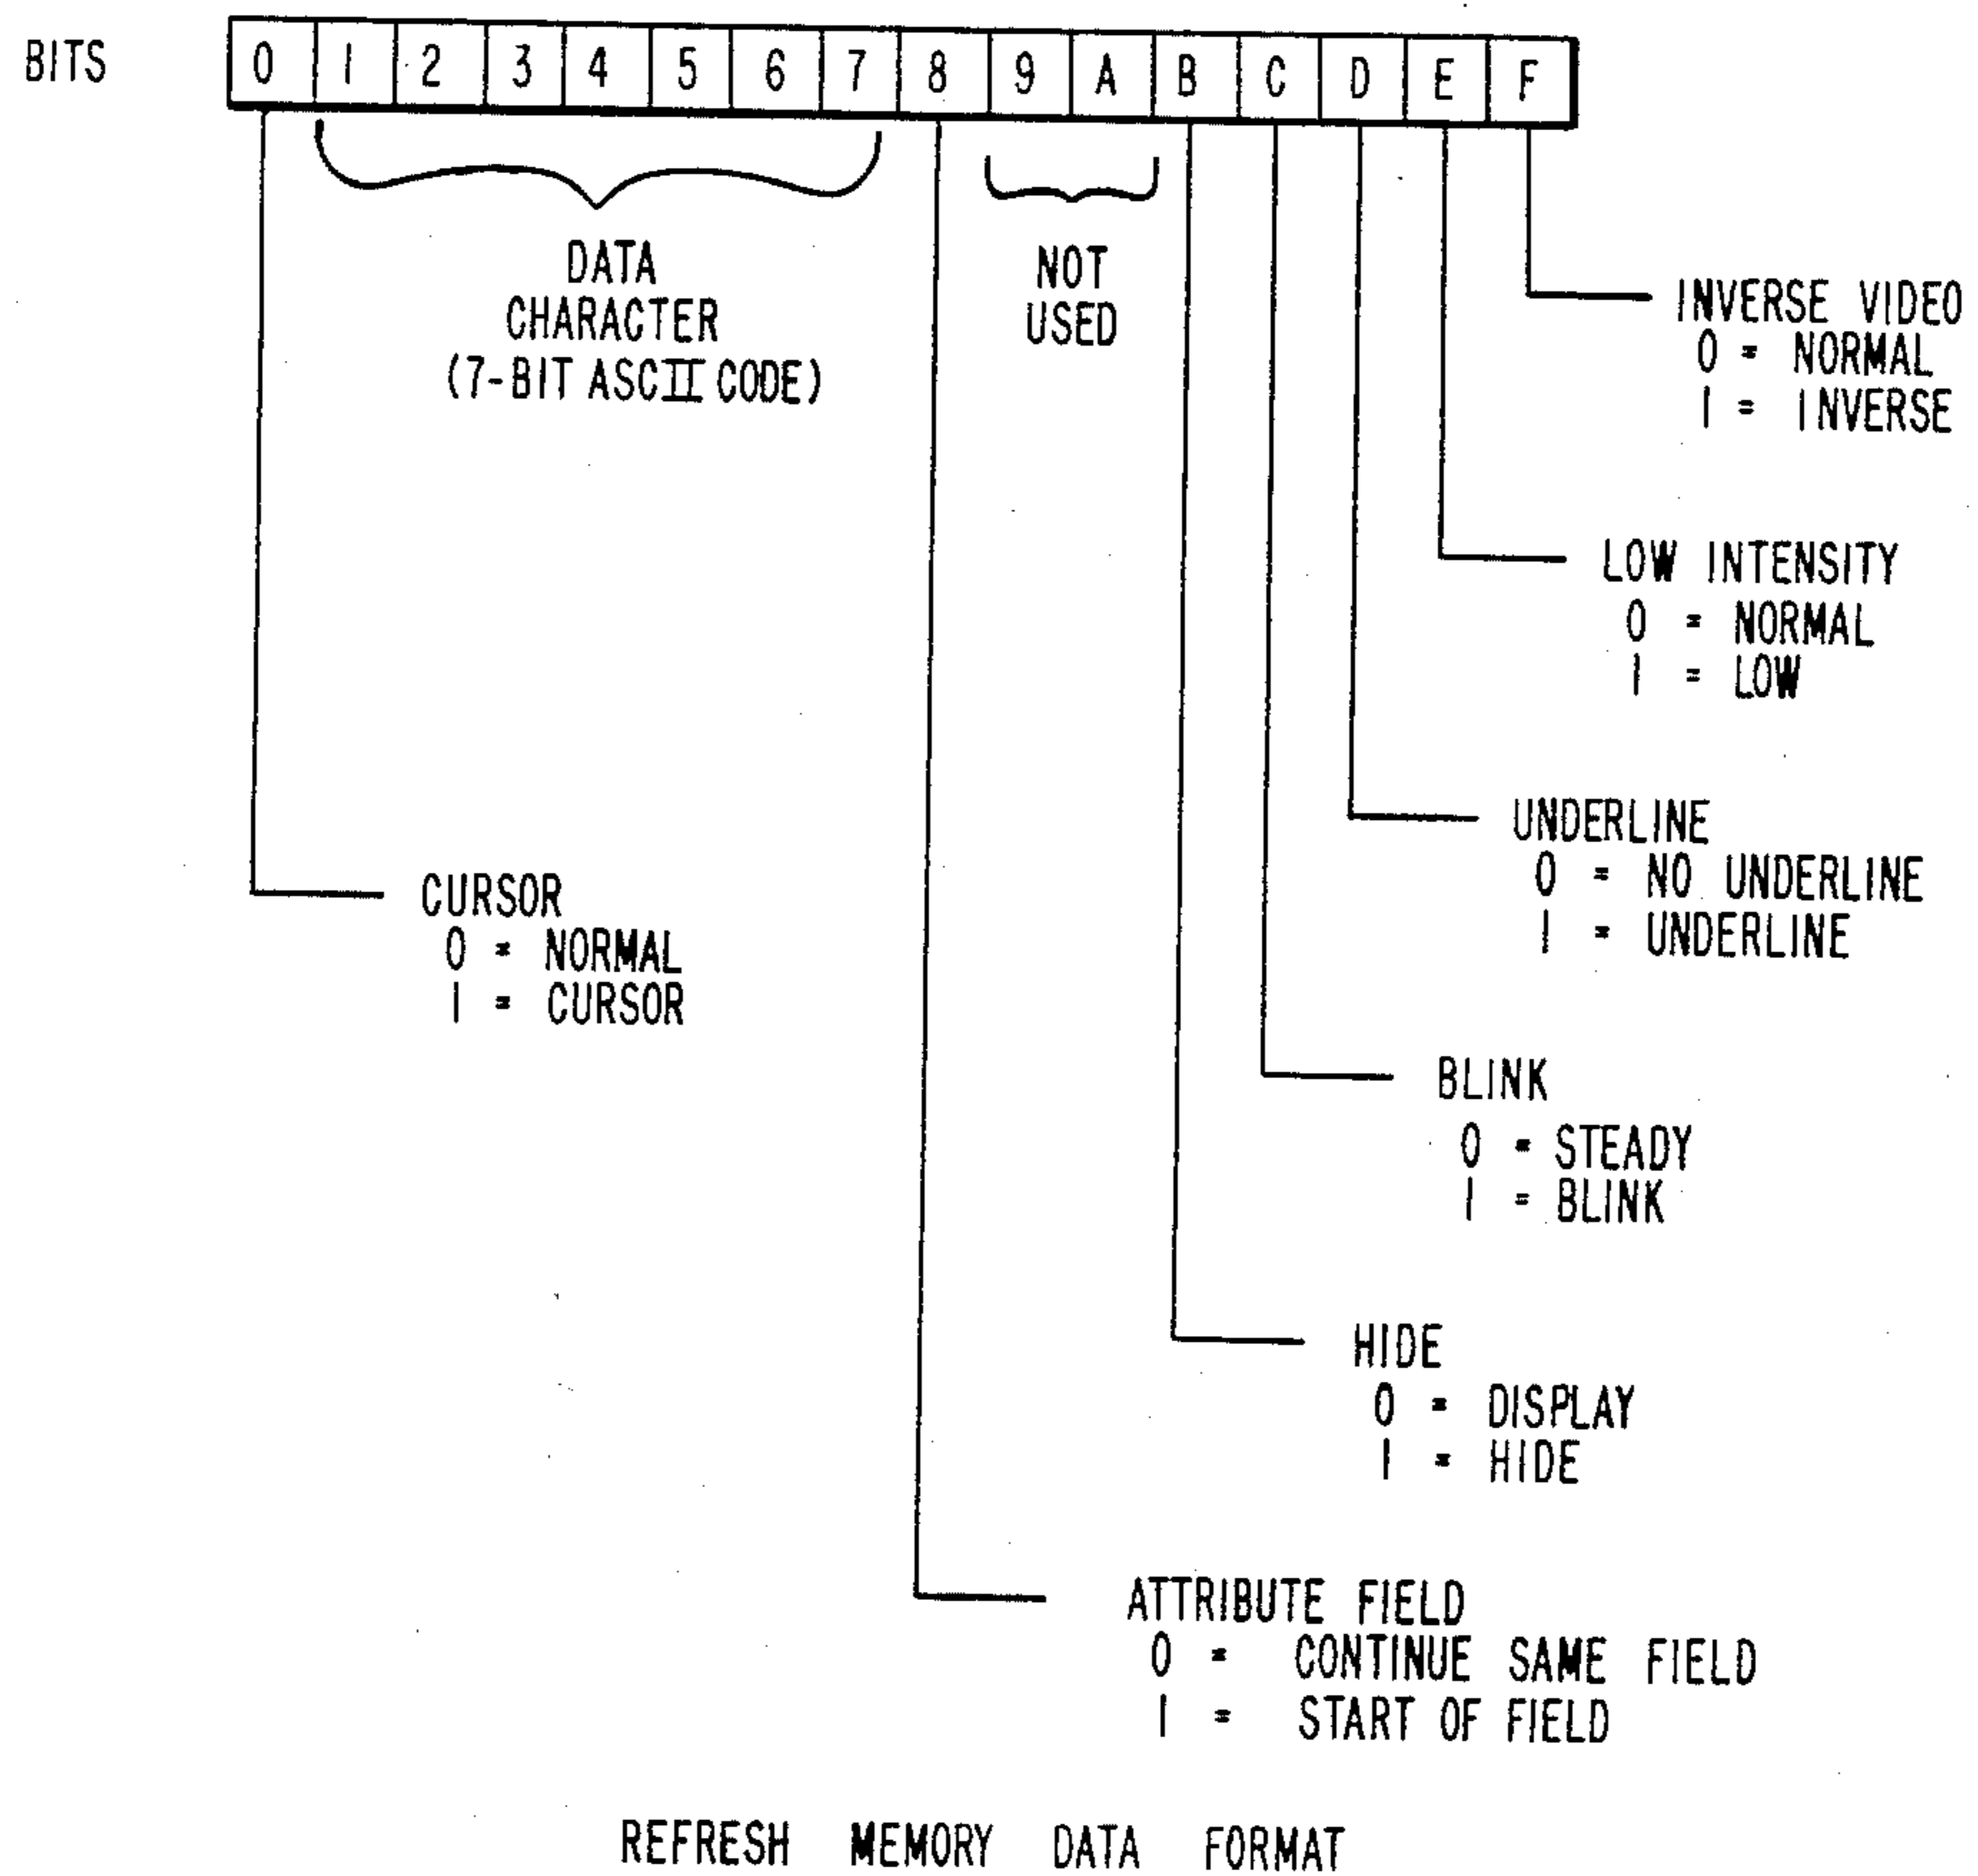 BITS 0 1 2 3 4 5 6 7 8 9 A B C D E F
DATA
CHARACTER
(7-BIT ASCII CODE)
NOT
USED
INVERSE VIDEO
0 = NORMAL
1 = INVERSE
LOW INTENSITY
0 = NORMAL
1 = LOW
UNDERLINE
0 = NO UNDERLINE
1 = UNDERLINE
CURSOR
0 = NORMAL
1 = CURSOR
BLINK
0 = STEADY
1 = BLINK
HIDE
0 = DISPLAY
1 = HIDE
ATTRIBUTE FIELD
0 = CONTINUE SAME FIELD
1 = START OF FIELD
REFRESH MEMORY DATA FORMAT